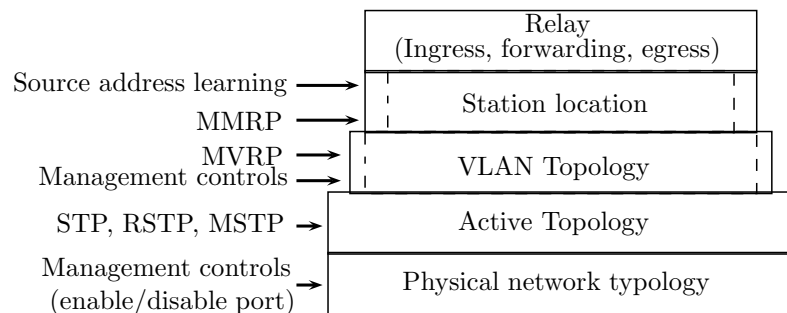 Relay
(Ingress, forwarding, egress)
Source address learning
Station location
MMRP
MVRP
VLAN Topology
Management controls
STP, RSTP, MSTP
Active Topology
Management controls
(enable/disable port)
Physical network typology